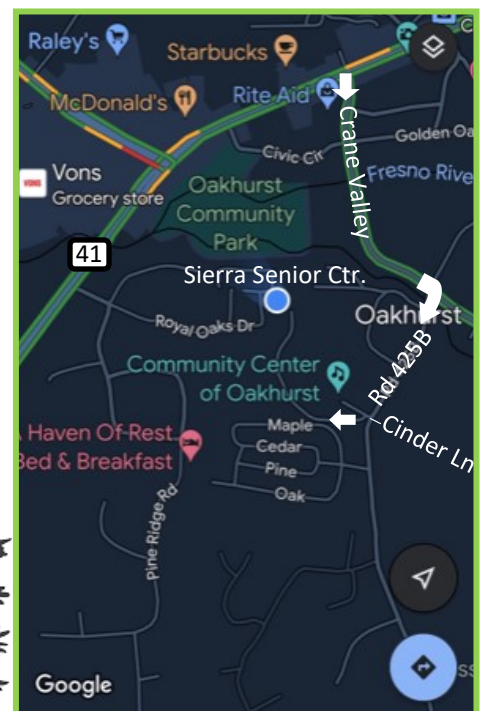 Raley's
Starbucks
McDonald's
Rite Aid
Crane Valley
Golden Oa
Civic Cir
Vons
Grocery store
VONS
Fresno Rive
Oakhurst
Community
Park
41
Sierra Senior Ctr.
Royal Oaks Dr
Oakhurst
Rd 425B
Community Center
of Oakhurst
Cinder Ln
Maple
Cedar
Pine
Oak
A Haven Of Rest
Bed & Breakfast
Pine Ridge Rd
Google